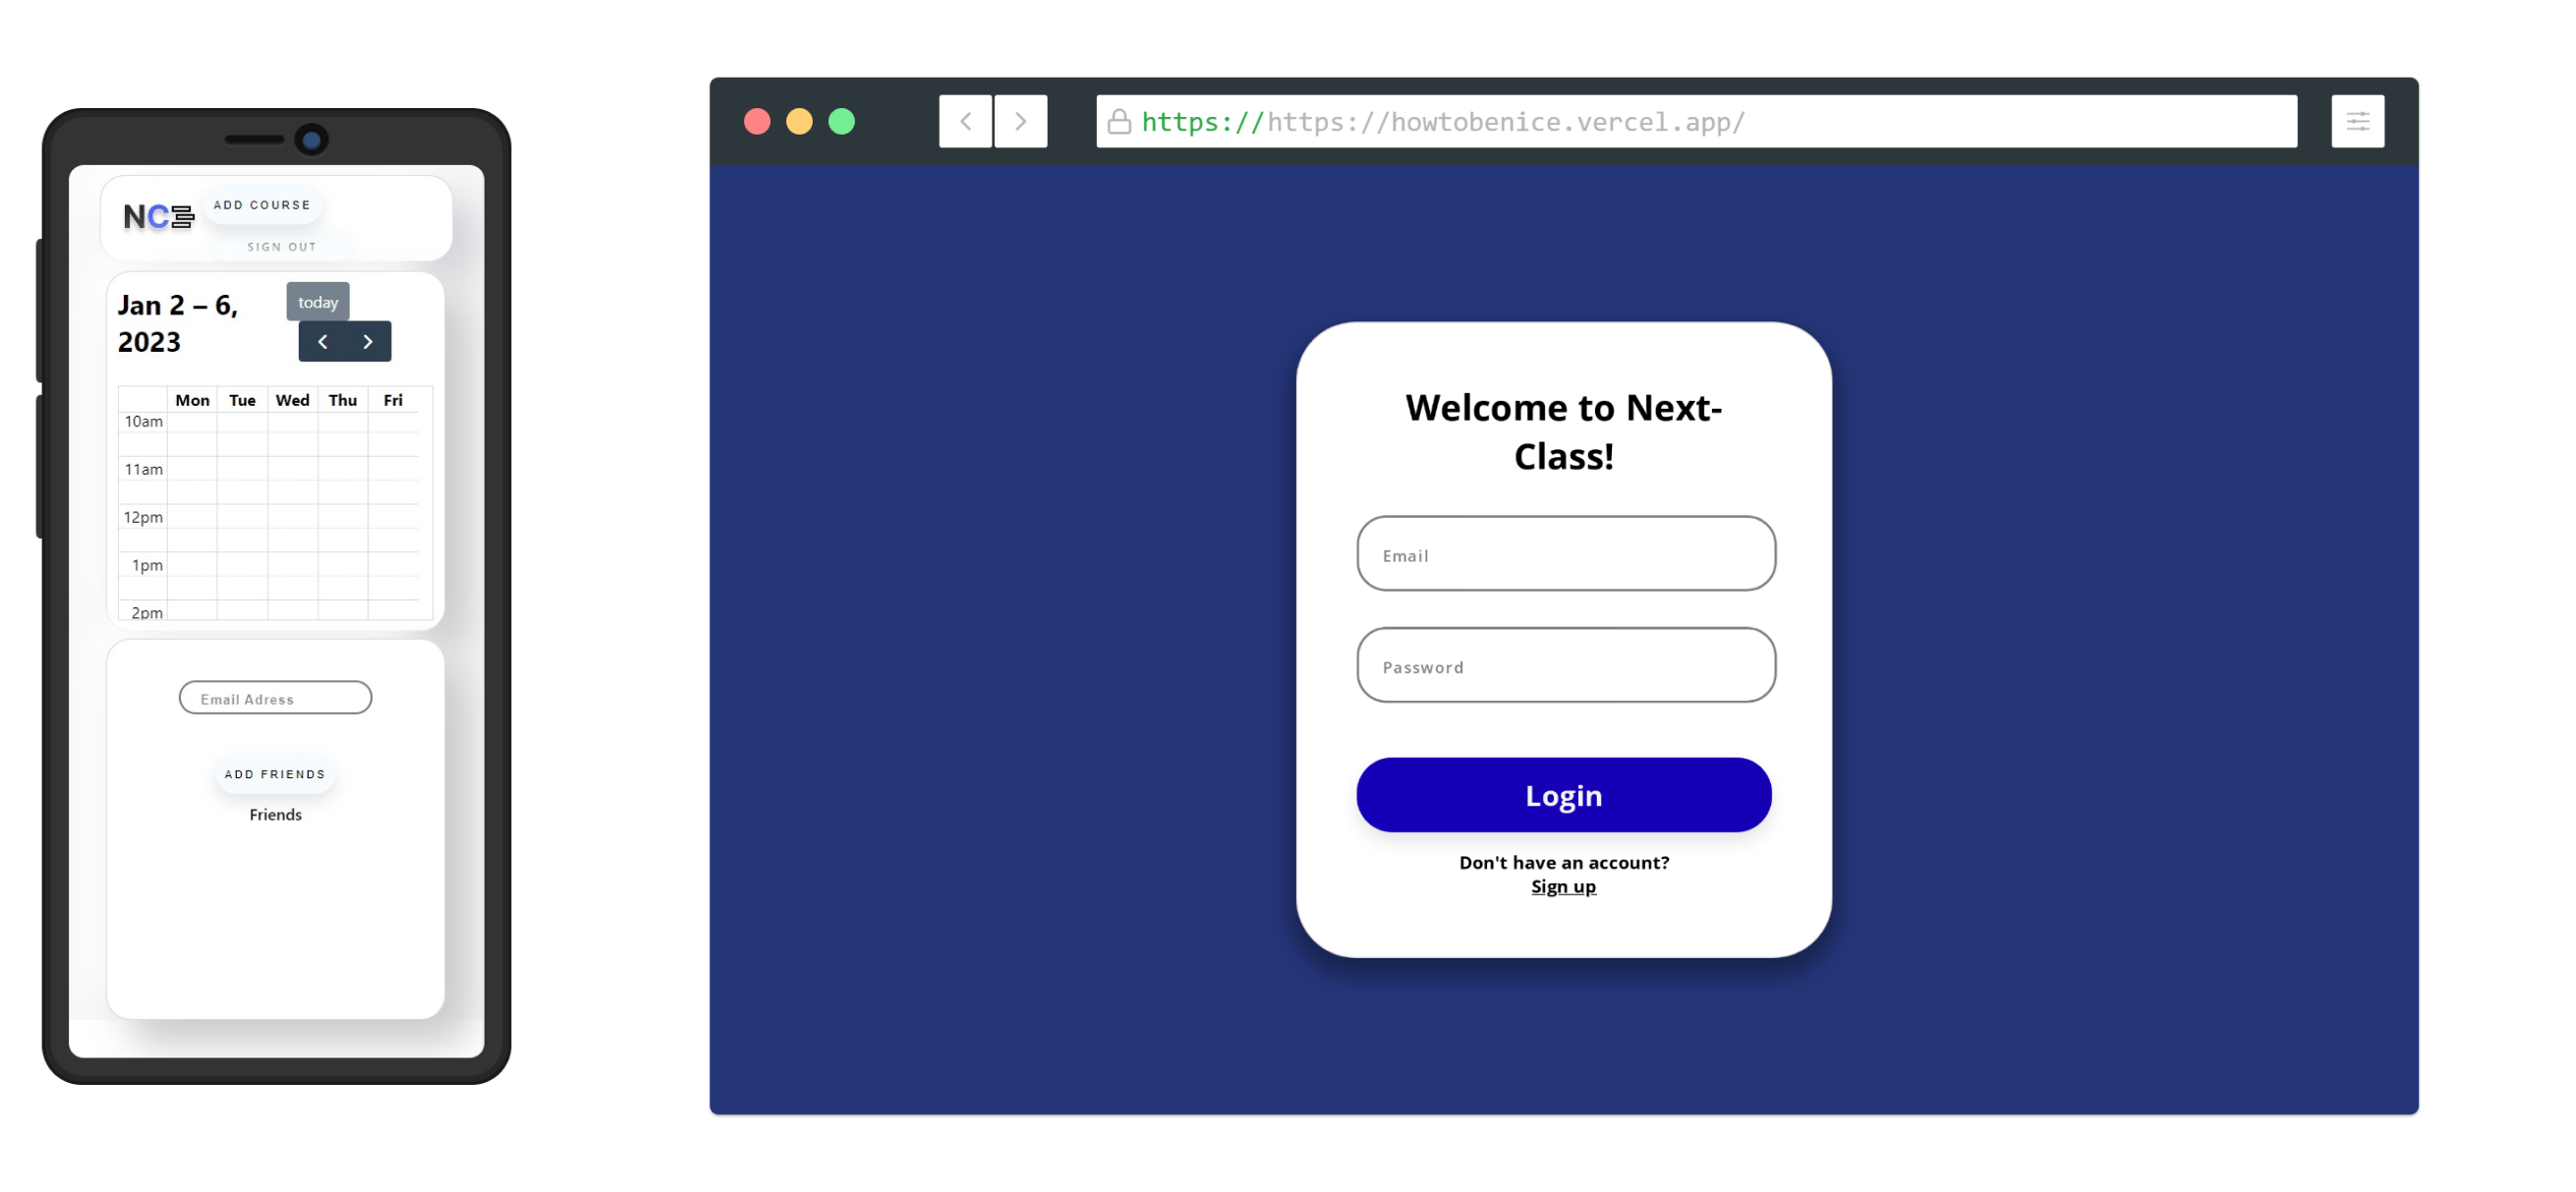 NC
ADD COURSE
SIGN OUT
Jan 2 – 6,
2023
today
Mon Tue Wed Thu Fri
10am
11am
12pm
1pm
2pm
Email Adress
ADD FRIENDS
Friends
https://https://howtobenice.vercel.app/
Welcome to Next-
Class!
Email
Password
Login
Don't have an account?
Sign up